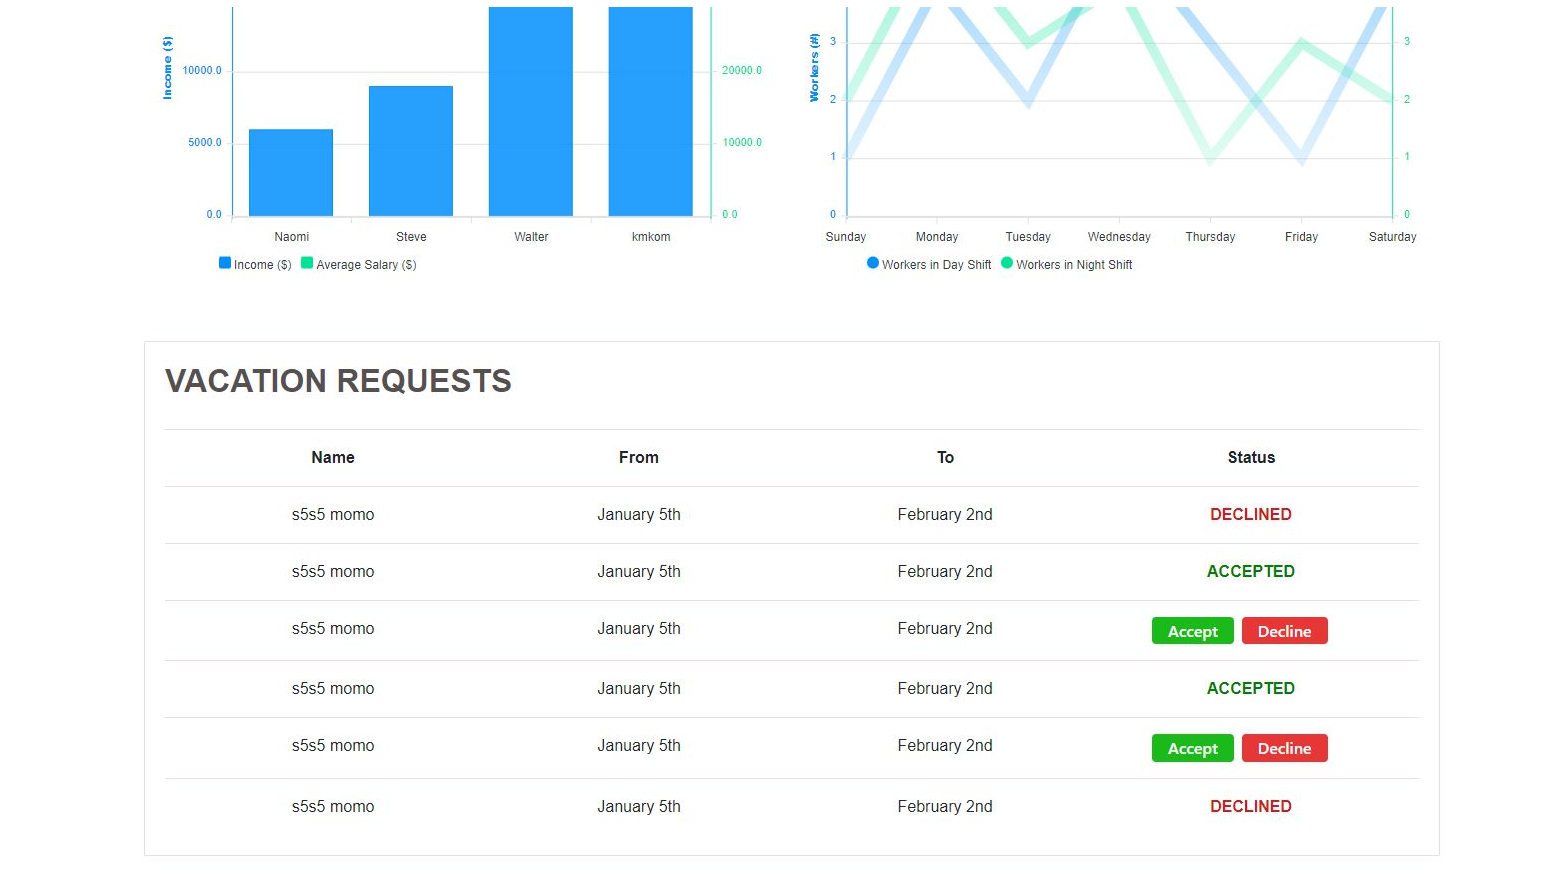 Income ($)
10000.0
5000.0
0.0
20000.0
10000.0
0.0
Naomi Steve Walter kmkom
Income ($) Average Salary ($)
Workers (#)
3
2
1
0
3
2
1
0
Sunday Monday Tuesday Wednesday Thursday Friday Saturday
Workers in Day Shift Workers in Night Shift
VACATION REQUESTS
Name From To Status
s5s5 momo January 5th February 2nd DECLINED
s5s5 momo January 5th February 2nd ACCEPTED
s5s5 momo January 5th February 2nd Accept Decline
s5s5 momo January 5th February 2nd ACCEPTED
s5s5 momo January 5th February 2nd Accept Decline
s5s5 momo January 5th February 2nd DECLINED